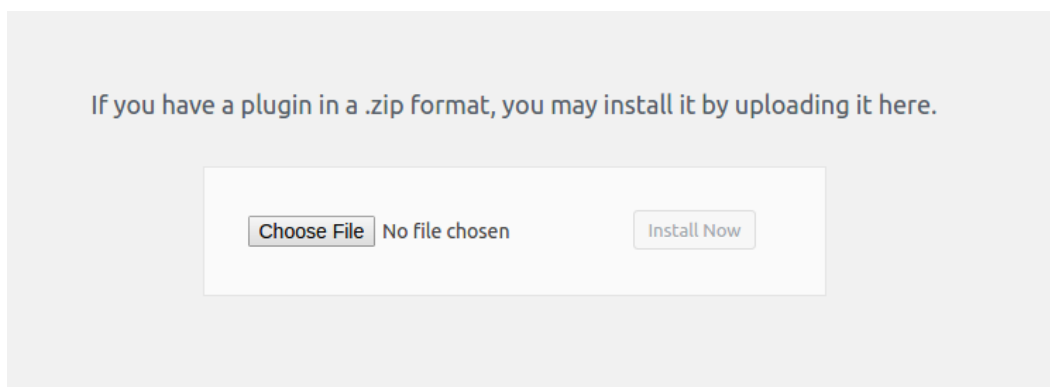 If you have a plugin in a .zip format, you may install it by uploading it here.
Choose File No file chosen Install Now